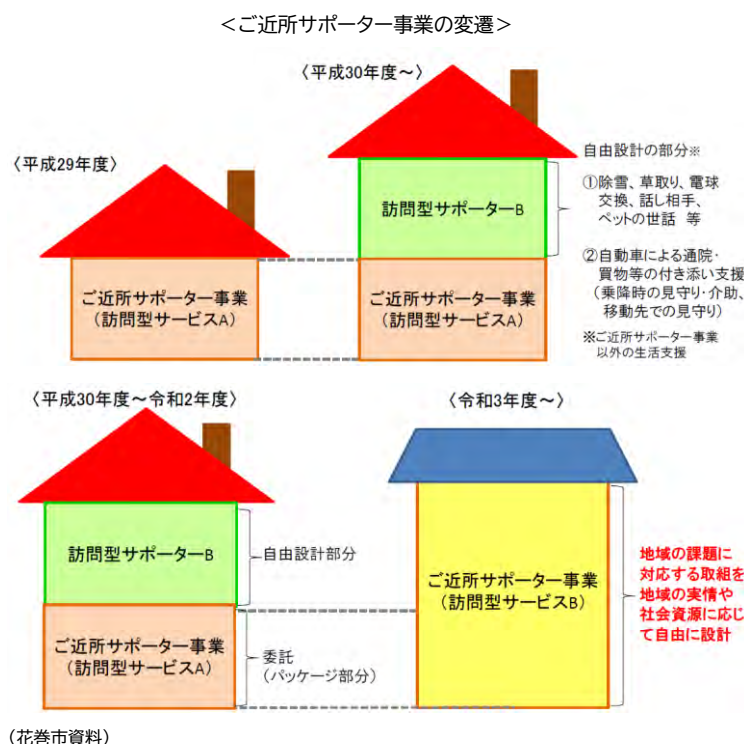 <ご近所サポーター事業の変遷>
〈平成29年度〉
ご近所サポーター事業
(訪問型サービスA)
〈平成30年度～〉
訪問型サポーターB
ご近所サポーター事業
(訪問型サービスA)
自由設計の部分※
①除雪、草取り、電球
交換、話し相手、
ペットの世話 等
②自動車による通院・
買物等の付き添い支援
(乗降時の見守り・介助、
移動先での見守り)
※ご近所サポーター事業
以外の生活支援
〈平成30年度～令和2年度〉
訪問型サポーターB
自由設計部分
ご近所サポーター事業
(訪問型サービスA)
委託
(パッケージ部分)
〈令和3年度～〉
ご近所サポーター事業
(訪問型サービスB)
地域の課題に
対応する取組を
地域の実情や
社会資源に応じ
て自由に設計
(花巻市資料)